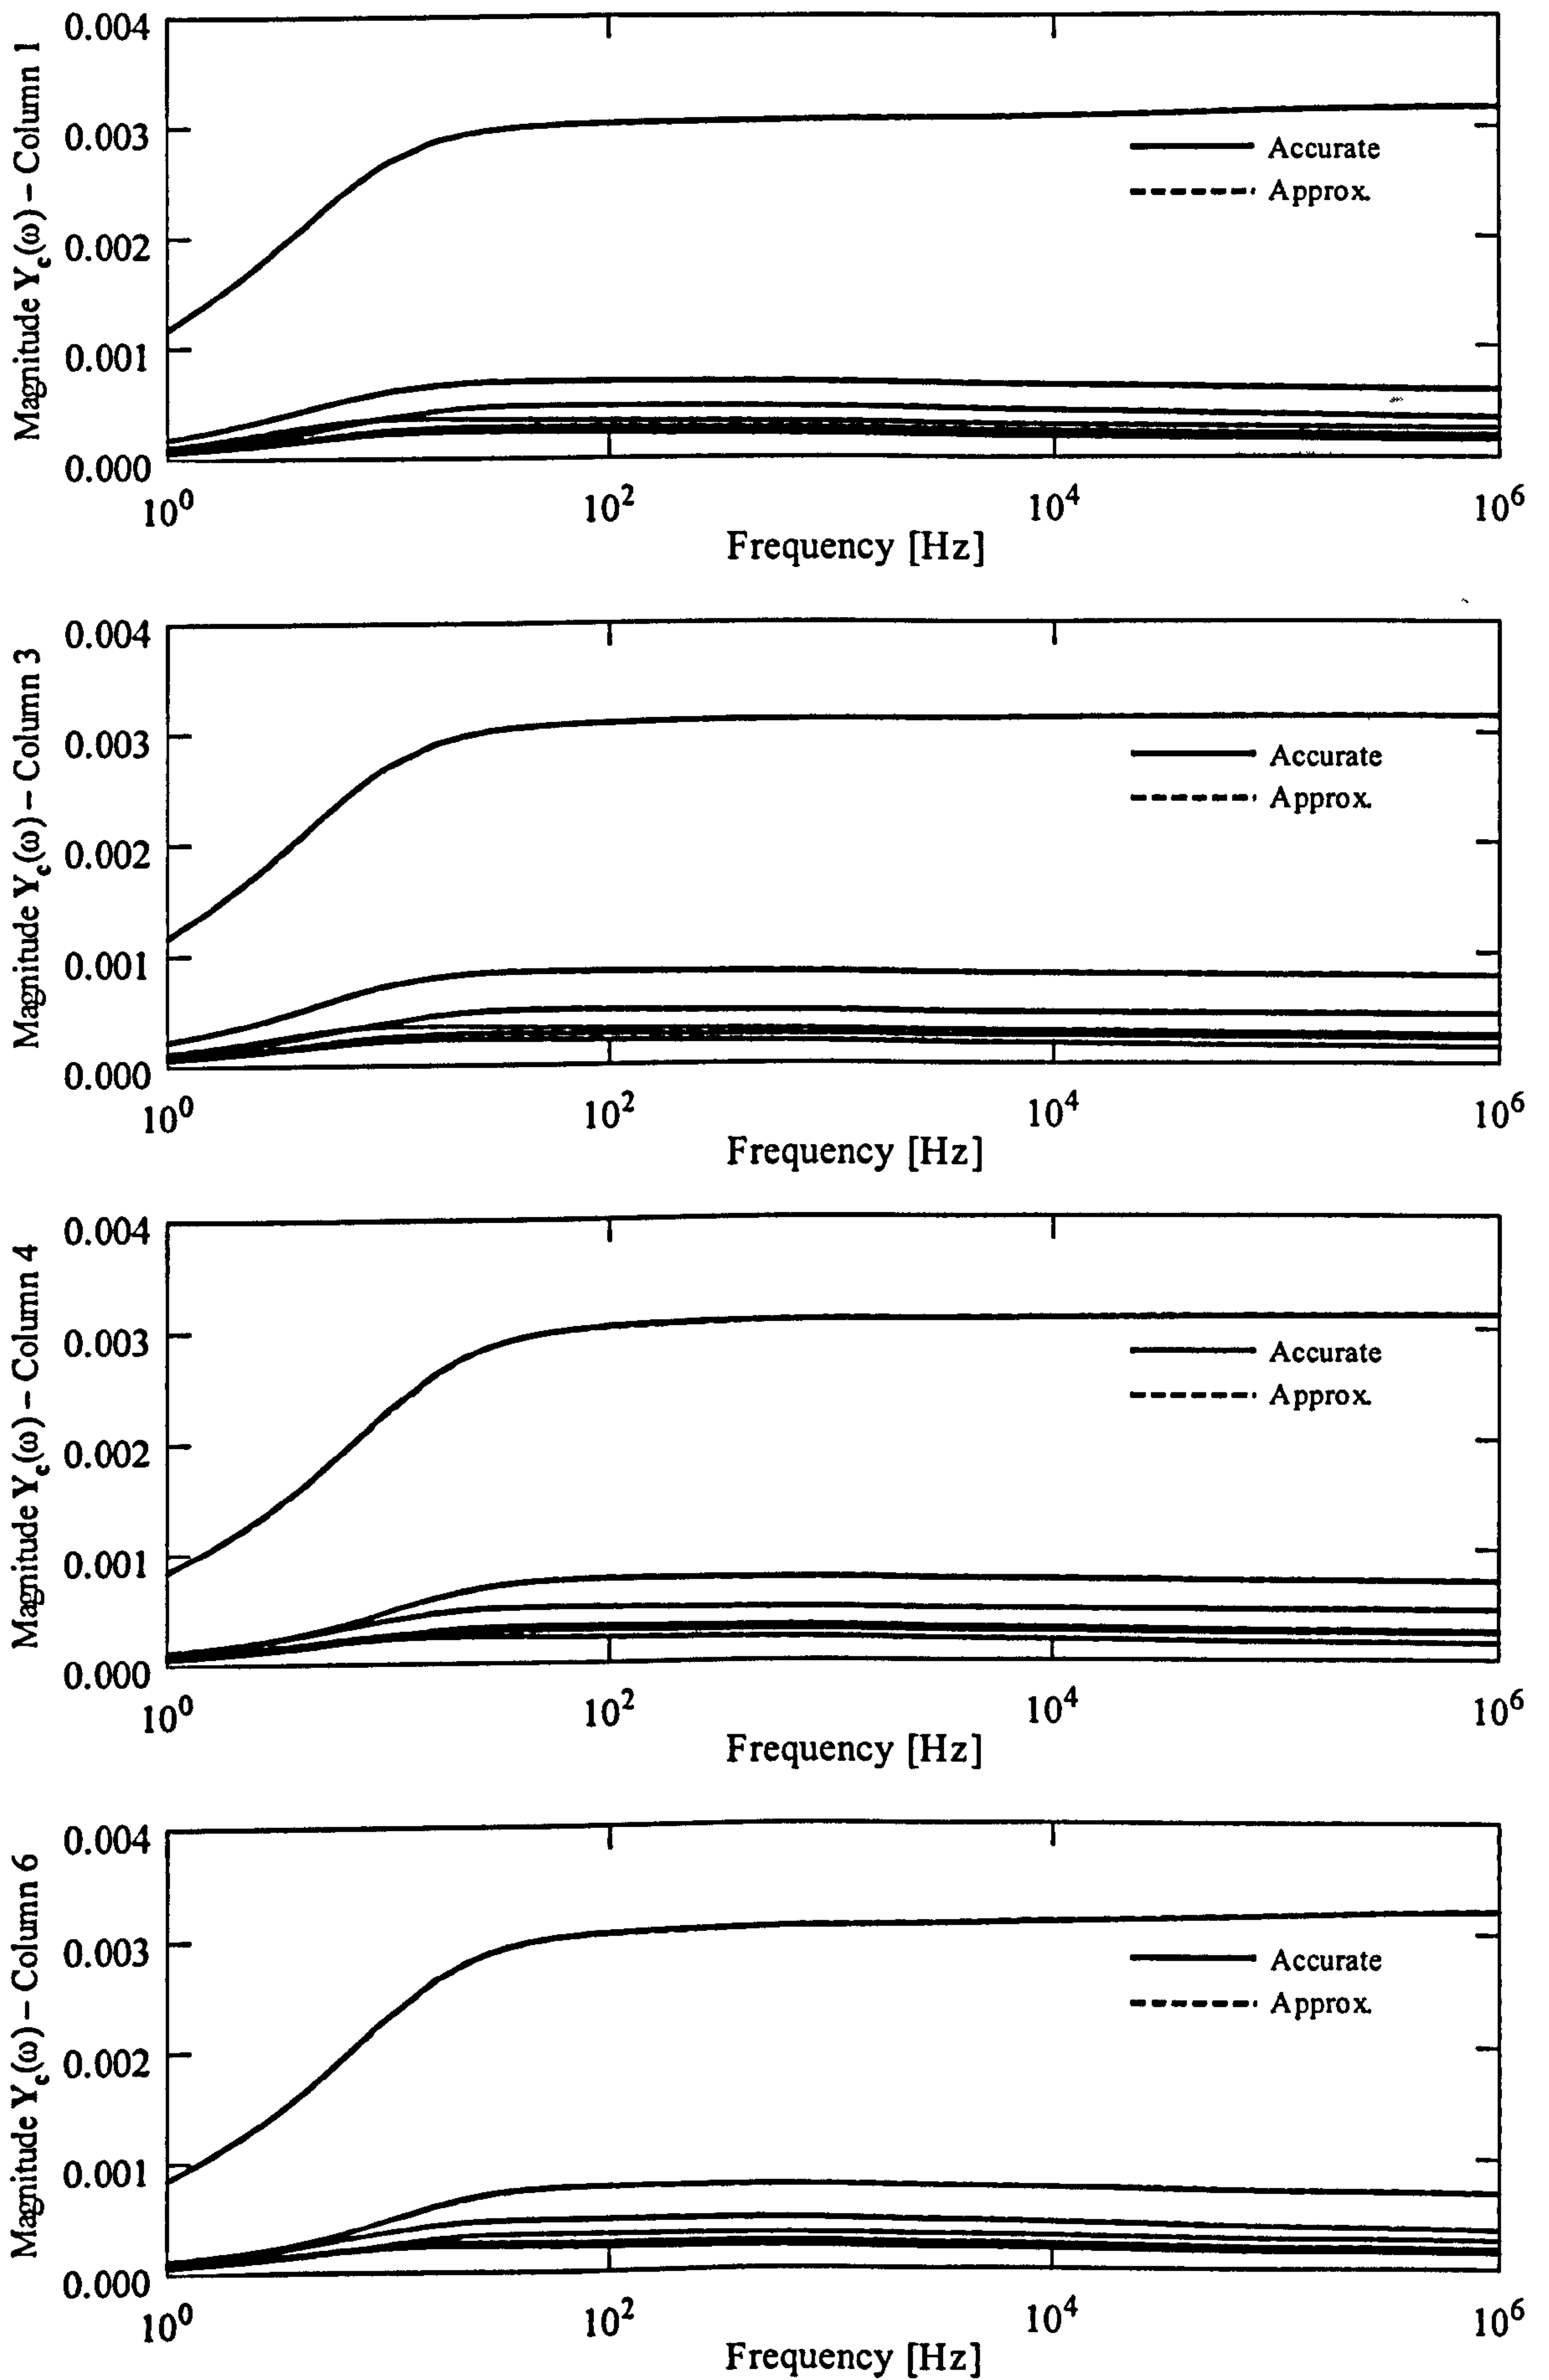 Magnitude Y_c(ω) – Column 1
0.004
0.003
0.002
0.001
0.000
Accurate
Approx.
10^0
10^2
10^4
10^6
Frequency [Hz]
Magnitude Y_c(ω) – Column 3
0.004
0.003
0.002
0.001
0.000
Accurate
Approx.
10^0
10^2
10^4
10^6
Frequency [Hz]
Magnitude Y_c(ω) – Column 4
0.004
0.003
0.002
0.001
0.000
Accurate
Approx.
10^0
10^2
10^4
10^6
Frequency [Hz]
Magnitude Y_c(ω) – Column 6
0.004
0.003
0.002
0.001
0.000
Accurate
Approx.
10^0
10^2
10^4
10^6
Frequency [Hz]